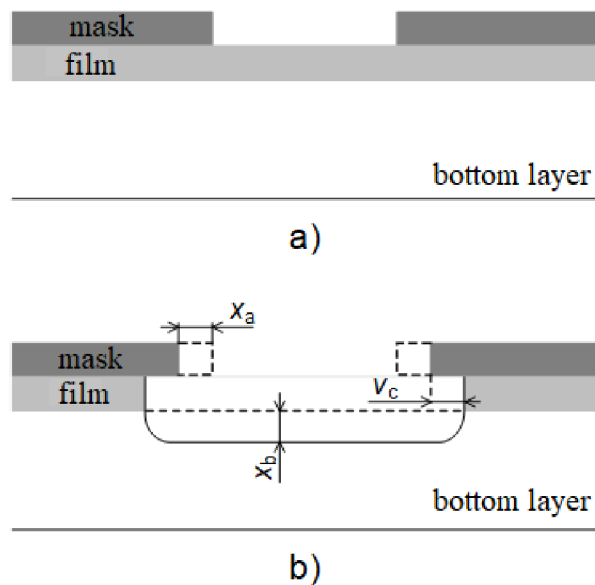 mask
film
bottom layer
a)
xa
mask
film
vc
xb
bottom layer
b)